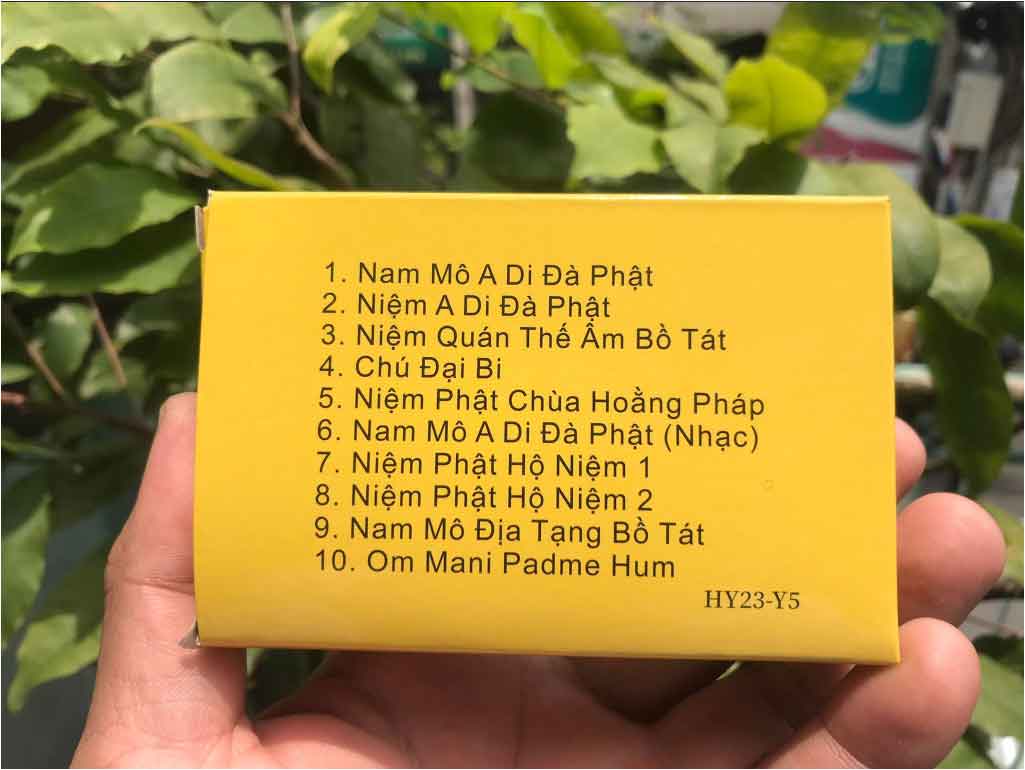 1. Nam Mô A Di Đà Phật
2. Niệm A Di Đà Phật
3. Niệm Quán Thế Âm Bồ Tát
4. Chú Đại Bi
5. Niệm Phật Chùa Hoằng Pháp
6. Nam Mô A Di Đà Phật (Nhạc)
7. Niệm Phật Hộ Niệm 1
8. Niệm Phật Hộ Niệm 2
9. Nam Mô Địa Tạng Bồ Tát
10. Om Mani Padme Hum
HY23-Y5